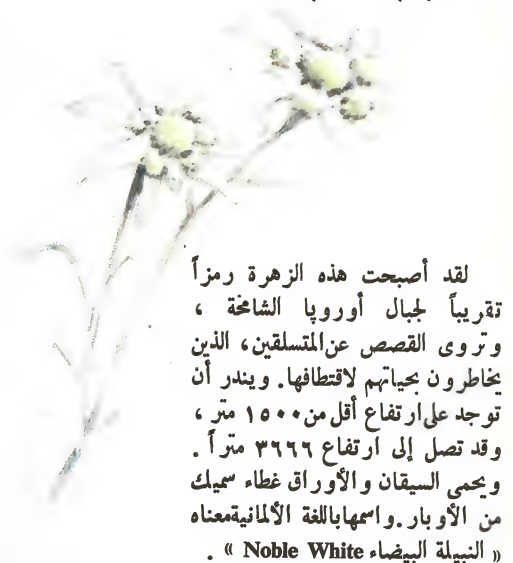 لقد أصبحت هذه الزهرة رمزاً
تقريباً لجبال أوروپا الشامخة ،
وتروى القصص عن المتسلقين، الذين
يخاطرون بحياتهم لاقتطافها. ويندر أن
توجد على ارتفاع أقل من ١٥٠٠ متر ،
وقد تصل إلى ارتفاع ٣٦٦٦ متراً .
ويحمي السيقان والأوراق غطاء سميك
من الأوبار. واسمها باللغة الألمانية معناه
« النبيلة البيضاء Noble White » .